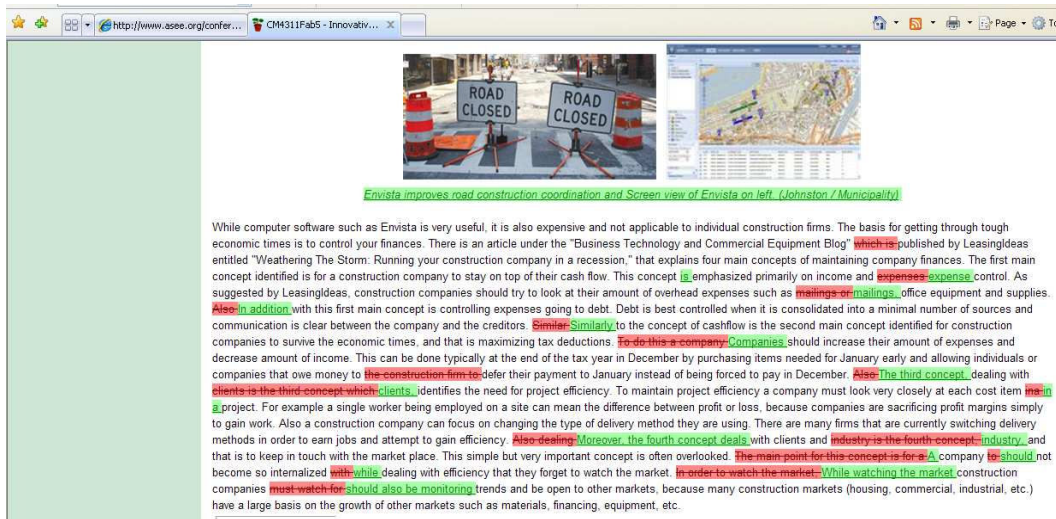 http://www.asee.org/confer...
CM4311Fab5 - Innovativ...
Page
To
ROAD CLOSED
ROAD CLOSED
Envista improves road construction coordination and Screen view of Envista on left. (Johnston / Municipality)
While computer software such as Envista is very useful, it is also expensive and not applicable to individual construction firms. The basis for getting through tough
economic times is to control your finances. There is an article under the "Business Technology and Commercial Equipment Blog" which is published by LeasingIdeas
entitled "Weathering The Storm: Running your construction company in a recession," that explains four main concepts of maintaining company finances. The first main
concept identified is for a construction company to stay on top of their cash flow. This concept is emphasized primarily on income and expenses expense control. As
suggested by LeasingIdeas, construction companies should try to look at their amount of overhead expenses such as mailings or mailings, office equipment and supplies.
Also In addition with this first main concept is controlling expenses going to debt. Debt is best controlled when it is consolidated into a minimal number of sources and
communication is clear between the company and the creditors. Similar Similarly to the concept of cashflow is the second main concept identified for construction
companies to survive the economic times, and that is maximizing tax deductions. To do this a company Companies should increase their amount of expenses and
decrease amount of income. This can be done typically at the end of the tax year in December by purchasing items needed for January early and allowing individuals or
companies that owe money to the construction firm to defer their payment to January instead of being forced to pay in December. Also The third concept, dealing with
clients is the third concept which clients, identifies the need for project efficiency. To maintain project efficiency a company must look very closely at each cost item ina in
a project. For example a single worker being employed on a site can mean the difference between profit or loss, because companies are sacrificing profit margins simply
to gain work. Also a construction company can focus on changing the type of delivery method they are using. There are many firms that are currently switching delivery
methods in order to earn jobs and attempt to gain efficiency. Also dealing Moreover, the fourth concept deals with clients and industry is the fourth concept, industry, and
that is to keep in touch with the market place. This simple but very important concept is often overlooked. The main point for this concept is for a A company to should not
become so internalized with while dealing with efficiency that they forget to watch the market. In order to watch the market, While watching the market construction
companies must watch for should also be monitoring trends and be open to other markets, because many construction markets (housing, commercial, industrial, etc.)
have a large basis on the growth of other markets such as materials, financing, equipment, etc.